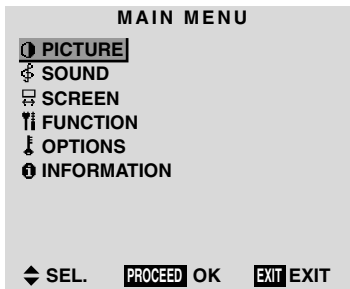 MAIN MENU
PICTURE
SOUND
SCREEN
FUNCTION
OPTIONS
INFORMATION
SEL. PROCEED OK EXIT EXIT